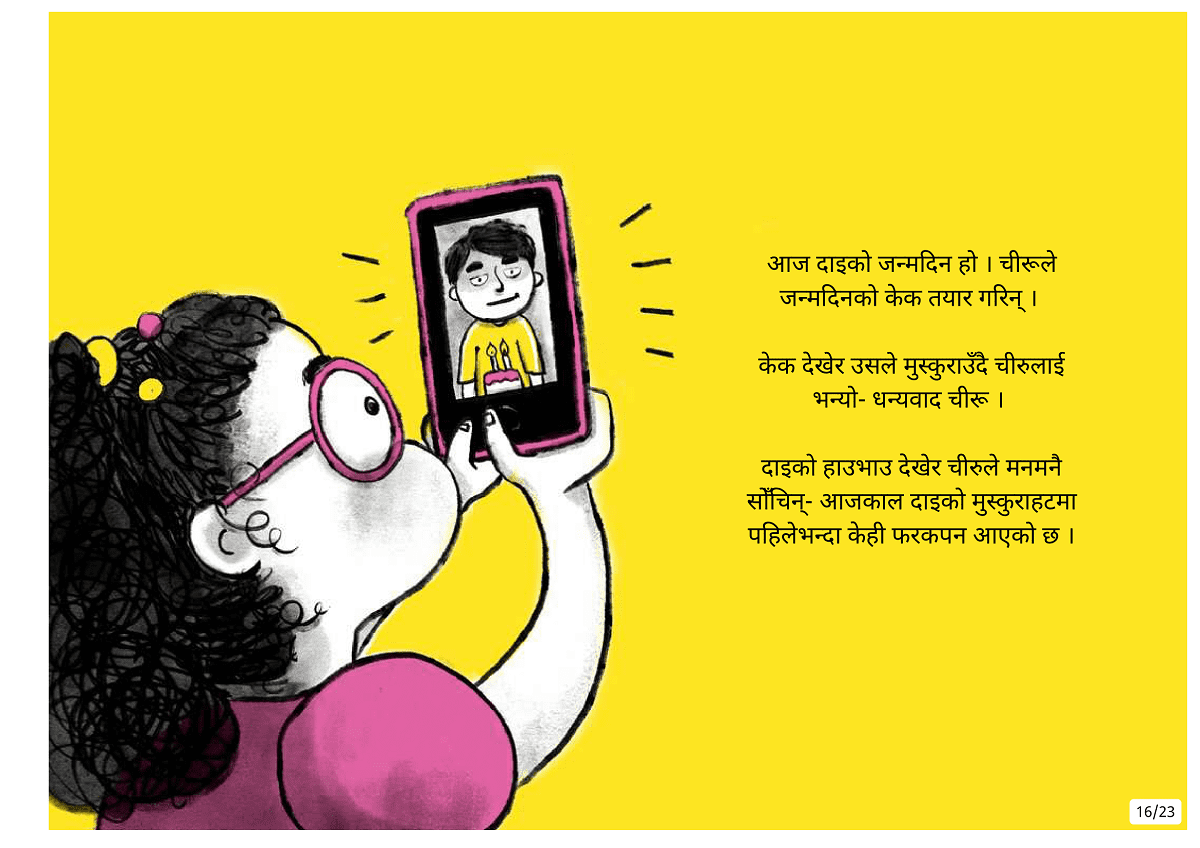 आज दाइको जन्मदिन हो । चीरूले
जन्मदिनको केक तयार गरिन् ।
केक देखेर उसले मुस्कुराउँदै चीरुलाई
भन्यो- धन्यवाद चीरू ।
दाइको हाउभाउ देखेर चीरुले मनमनै
सोँचिन्- आजकाल दाइको मुस्कुराहटमा
पहिलेभन्दा केही फरकपन आएको छ ।
16/23